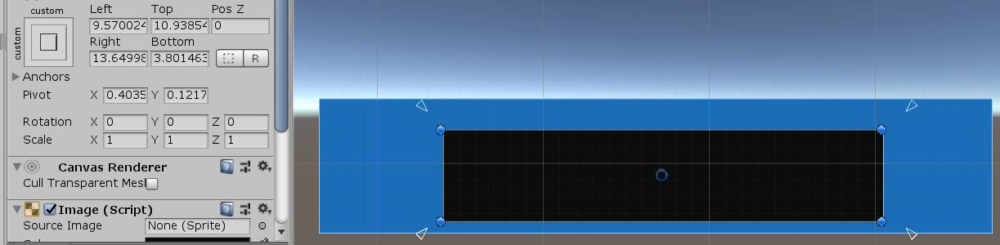 custom Left Top Pos Z
custom
9.570024 10.93854 0
Right Bottom
13.64998 3.801463 R
Anchors
Pivot X 0.4035 Y 0.1217
Rotation X 0 Y 0 Z 0
Scale X 1 Y 1 Z 1
Canvas Renderer
Cull Transparent Mesl
Image (Script)
Source Image None (Sprite)